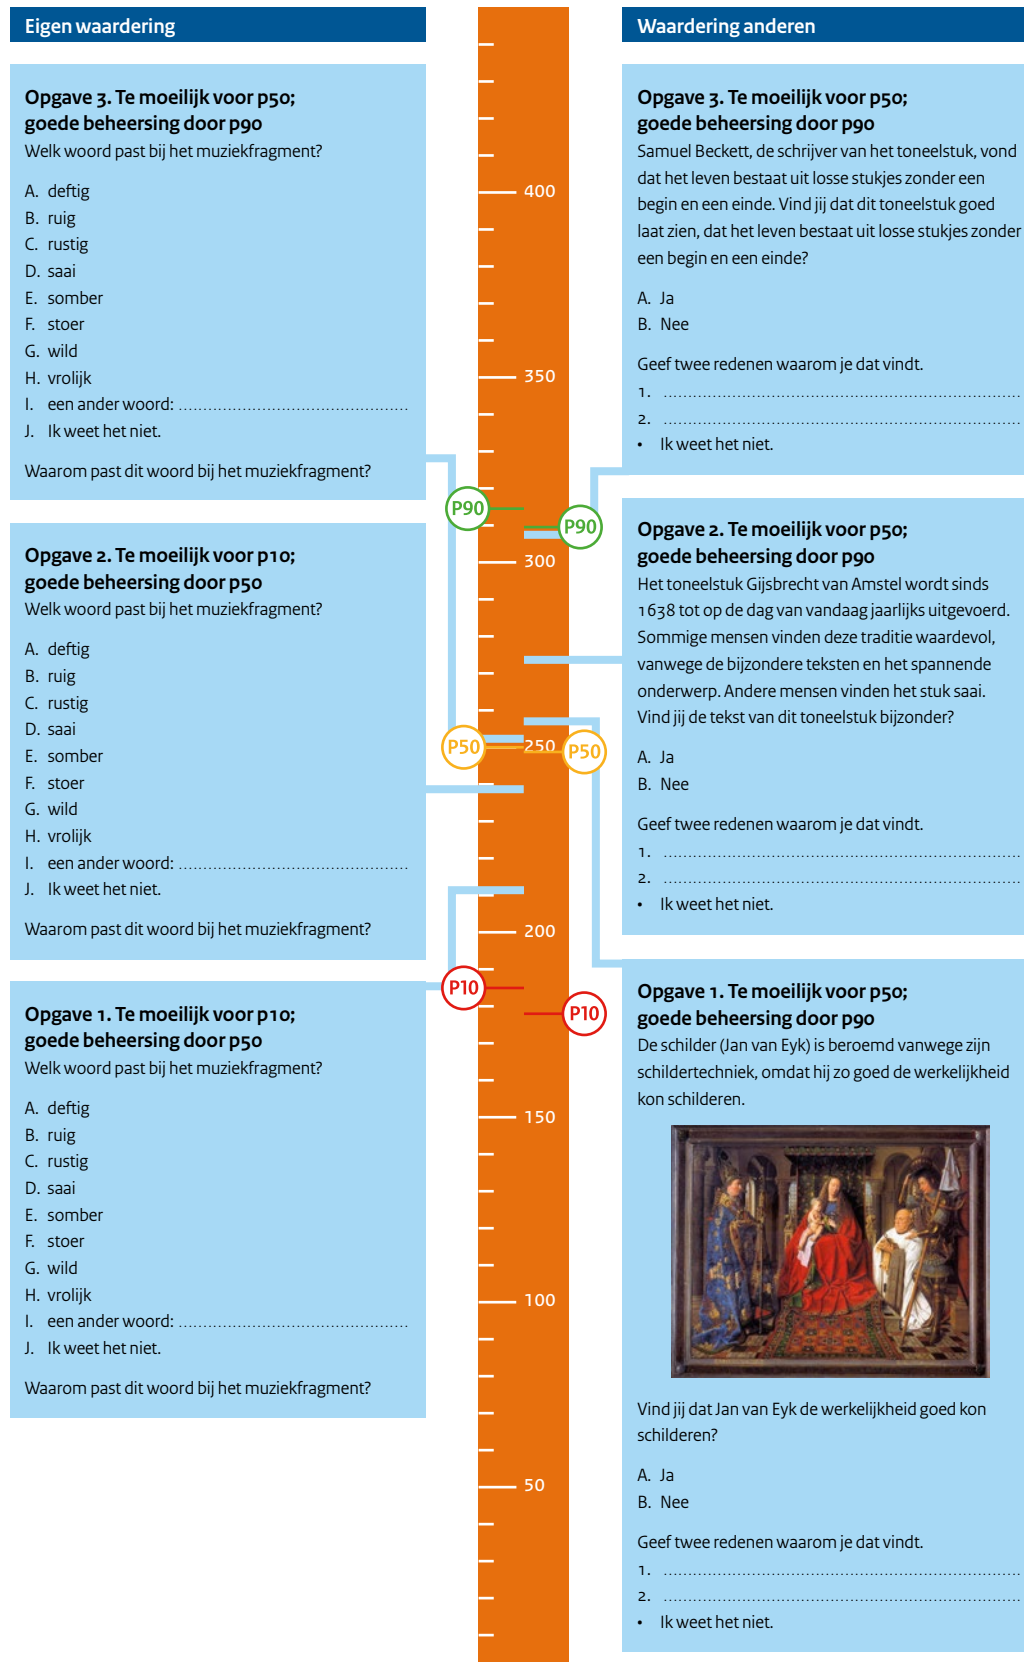 Eigen waardering
Opgave 3. Te moeilijk voor p50;
goede beheersing door p90
Welk woord past bij het muziekfragment?
A. deftig
B. ruig
C. rustig
D. saai
E. somber
F. stoer
G. wild
H. vrolijk
I. een ander woord: ...............................................
J. Ik weet het niet.
Waarom past dit woord bij het muziekfragment?
Opgave 2. Te moeilijk voor p10;
goede beheersing door p50
Welk woord past bij het muziekfragment?
A. deftig
B. ruig
C. rustig
D. saai
E. somber
F. stoer
G. wild
H. vrolijk
I. een ander woord: ...............................................
J. Ik weet het niet.
Waarom past dit woord bij het muziekfragment?
Opgave 1. Te moeilijk voor p10;
goede beheersing door p50
Welk woord past bij het muziekfragment?
A. deftig
B. ruig
C. rustig
D. saai
E. somber
F. stoer
G. wild
H. vrolijk
I. een ander woord: ...............................................
J. Ik weet het niet.
Waarom past dit woord bij het muziekfragment?
400
350
P90
P90
300
P50
250
P50
200
P10
P10
150
100
50
Waardering anderen
Opgave 3. Te moeilijk voor p50;
goede beheersing door p90
Samuel Beckett, de schrijver van het toneelstuk, vond
dat het leven bestaat uit losse stukjes zonder een
begin en een einde. Vind jij dat dit toneelstuk goed
laat zien, dat het leven bestaat uit losse stukjes zonder
een begin en een einde?
A. Ja
B. Nee
Geef twee redenen waarom je dat vindt.
1. .........................................................................
2. .........................................................................
• Ik weet het niet.
Opgave 2. Te moeilijk voor p50;
goede beheersing door p90
Het toneelstuk Gijsbrecht van Amstel wordt sinds
1638 tot op de dag van vandaag jaarlijks uitgevoerd.
Sommige mensen vinden deze traditie waardevol,
vanwege de bijzondere teksten en het spannende
onderwerp. Andere mensen vinden het stuk saai.
Vind jij de tekst van dit toneelstuk bijzonder?
A. Ja
B. Nee
Geef twee redenen waarom je dat vindt.
1. .........................................................................
2. .........................................................................
• Ik weet het niet.
Opgave 1. Te moeilijk voor p50;
goede beheersing door p90
De schilder (Jan van Eyk) is beroemd vanwege zijn
schildertechniek, omdat hij zo goed de werkelijkheid
kon schilderen.
Vind jij dat Jan van Eyk de werkelijkheid goed kon
schilderen?
A. Ja
B. Nee
Geef twee redenen waarom je dat vindt.
1. .........................................................................
2. .........................................................................
• Ik weet het niet.